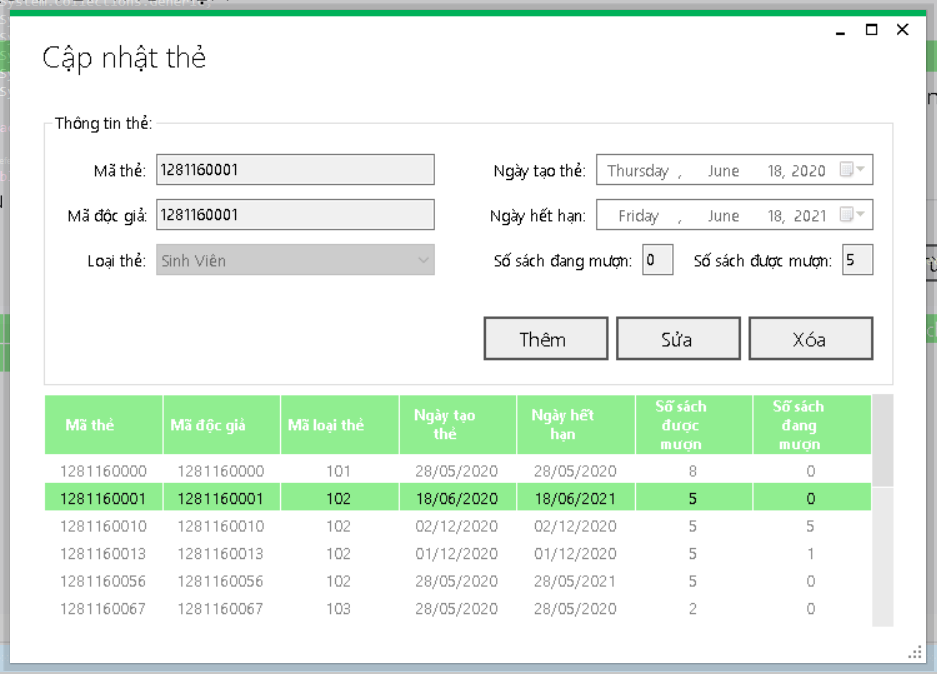 Cập nhật thẻ
Thông tin thẻ:
Mã thẻ: 1281160001
Ngày tạo thẻ: Thursday , June 18, 2020
Mã độc giả: 1281160001
Ngày hết hạn: Friday , June 18, 2021
Loại thẻ: Sinh Viên
Số sách đang mượn: 0 Số sách được mượn: 5
Thêm Sửa Xóa
Mã thẻ Mã độc giả Mã loại thẻ Ngày tạo thẻ Ngày hết hạn Số sách được mượn Số sách đang mượn
1281160000 1281160000 101 28/05/2020 28/05/2020 8 0
1281160001 1281160001 102 18/06/2020 18/06/2021 5 0
1281160010 1281160010 102 02/12/2020 02/12/2020 5 5
1281160013 1281160013 102 01/12/2020 01/12/2020 5 1
1281160056 1281160056 102 28/05/2020 28/05/2021 5 0
1281160067 1281160067 103 28/05/2020 28/05/2020 2 0